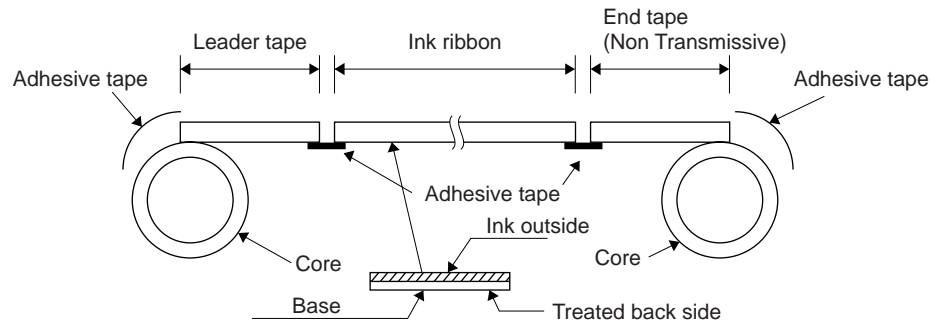 End tape
(Non Transmissive)
Leader tape
Ink ribbon
Adhesive tape
Adhesive tape
Adhesive tape
Ink outside
Core
Core
Base
Treated back side